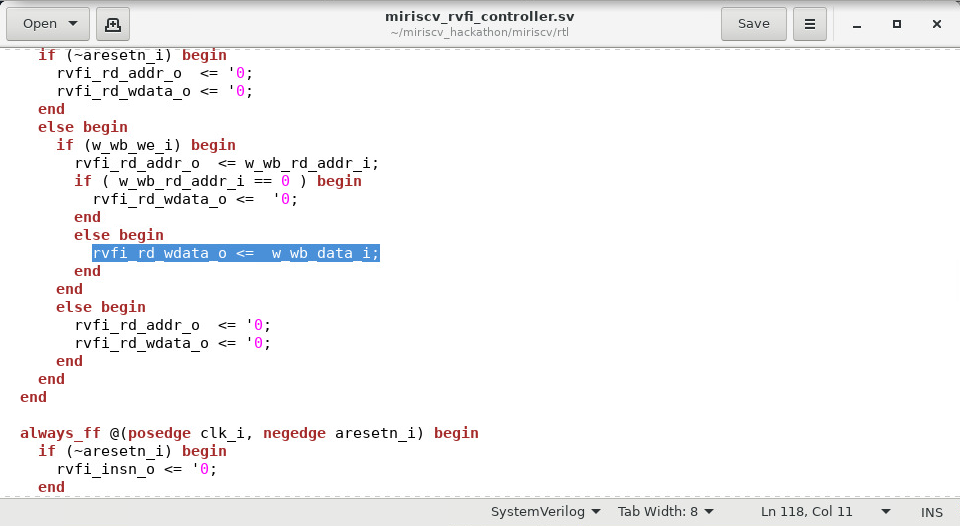 Open
miriscv_rvfi_controller.sv
~/miriscv_hackathon/miriscv/rtl
Save
if (~aresetn_i) begin
rvfi_rd_addr_o  <= '0;
rvfi_rd_wdata_o <= '0;
end
else begin
if (w_wb_we_i) begin
rvfi_rd_addr_o  <= w_wb_rd_addr_i;
if ( w_wb_rd_addr_i == 0 ) begin
rvfi_rd_wdata_o <=  '0;
end
else begin
rvfi_rd_wdata_o <=  w_wb_data_i;
end
end
else begin
rvfi_rd_addr_o  <= '0;
rvfi_rd_wdata_o <= '0;
end
end
end
always_ff @(posedge clk_i, negedge aresetn_i) begin
if (~aresetn_i) begin
rvfi_insn_o <= '0;
end
SystemVerilog Tab Width: 8 Ln 118, Col 11 INS